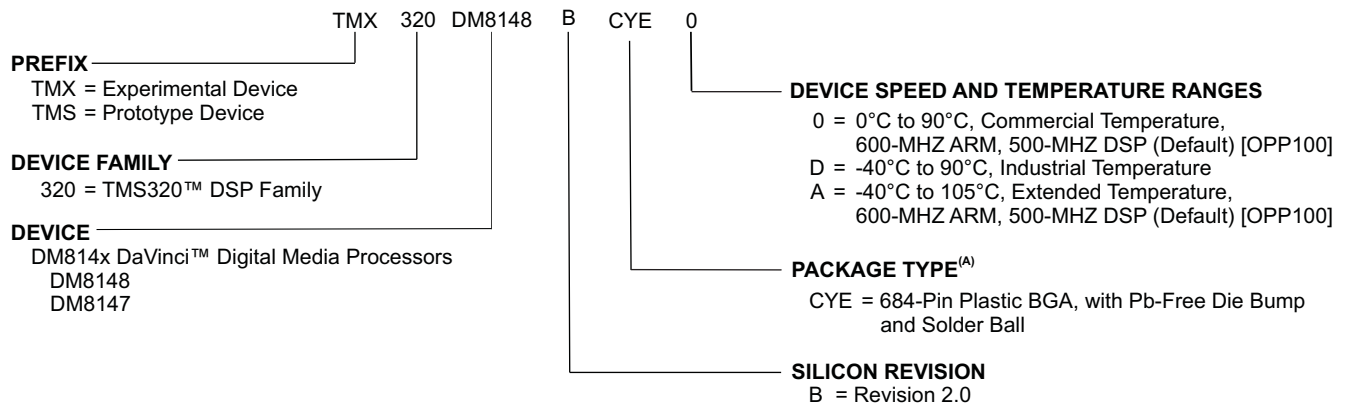 TMX 320 DM8148 B CYE 0
PREFIX
TMX = Experimental Device
TMS = Prototype Device
DEVICE FAMILY
320 = TMS320™ DSP Family
DEVICE
DM814x DaVinci™ Digital Media Processors
DM8148
DM8147
DEVICE SPEED AND TEMPERATURE RANGES
0 = 0°C to 90°C, Commercial Temperature,
600-MHZ ARM, 500-MHZ DSP (Default) [OPP100]
D = -40°C to 90°C, Industrial Temperature
A = -40°C to 105°C, Extended Temperature,
600-MHZ ARM, 500-MHZ DSP (Default) [OPP100]
PACKAGE TYPE(A)
CYE = 684-Pin Plastic BGA, with Pb-Free Die Bump
and Solder Ball
SILICON REVISION
B = Revision 2.0